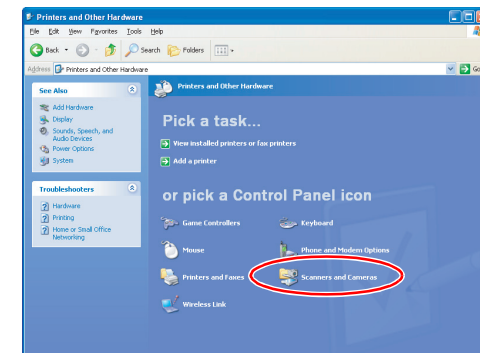 Printers and Other Hardware
File Edit View Favorites Tools Help
Back Search Folders
Address Printers and Other Hardware Go
See Also
Add Hardware
Display
Sounds, Speech, and
Audio Devices
Power Options
System
Troubleshooters
Hardware
Printing
Home or Small Office
Networking
Printers and Other Hardware
Pick a task...
View installed printers or fax printers
Add a printer
or pick a Control Panel icon
Game Controllers Keyboard
Mouse Phone and Modem Options
Printers and Faxes Scanners and Cameras
Wireless Link